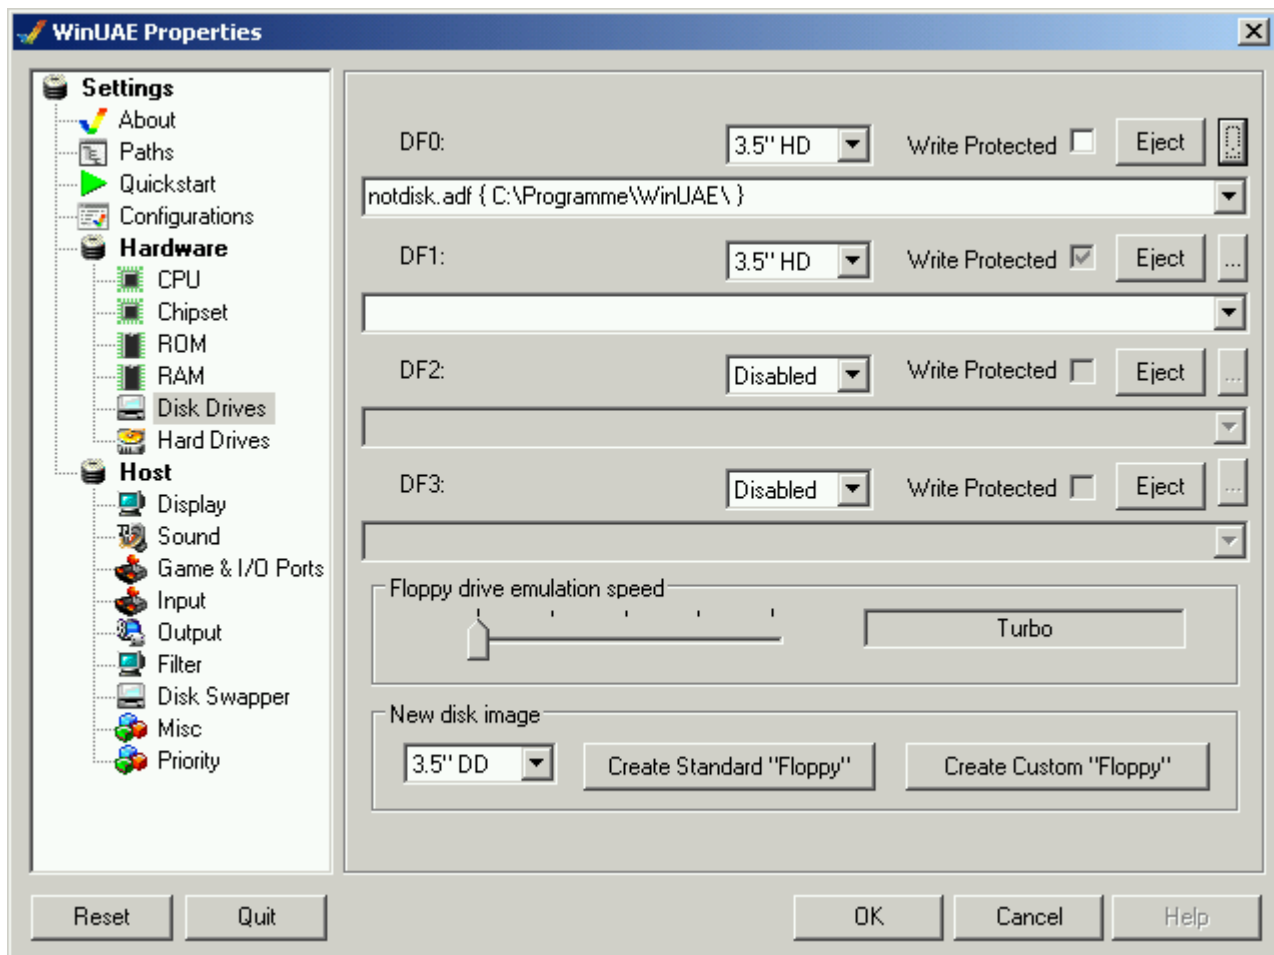 WinUAE Properties
Settings
About
Paths
Quickstart
Configurations
Hardware
CPU
Chipset
ROM
RAM
Disk Drives
Hard Drives
Host
Display
Sound
Game & I/O Ports
Input
Output
Filter
Disk Swapper
Misc
Priority
DF0: 3.5'' HD Write Protected Eject ...
notdisk.adf { C:\Programme\WinUAE\ }
DF1: 3.5'' HD Write Protected Eject ...
DF2: Disabled Write Protected Eject ...
DF3: Disabled Write Protected Eject ...
Floppy drive emulation speed
Turbo
New disk image
3.5'' DD Create Standard "Floppy" Create Custom "Floppy"
Reset Quit OK Cancel Help